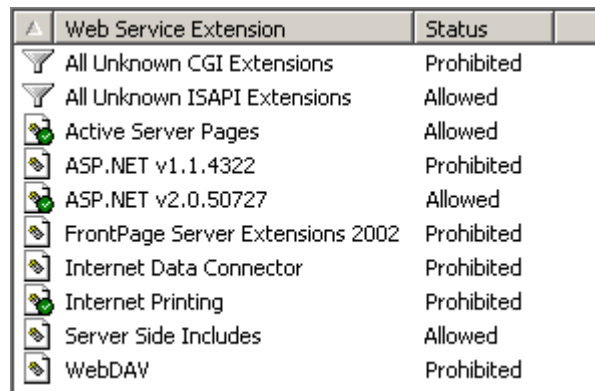 Web Service Extension Status
All Unknown CGI Extensions Prohibited
All Unknown ISAPI Extensions Allowed
Active Server Pages Allowed
ASP.NET v1.1.4322 Prohibited
ASP.NET v2.0.50727 Allowed
FrontPage Server Extensions 2002 Prohibited
Internet Data Connector Prohibited
Internet Printing Prohibited
Server Side Includes Allowed
WebDAV Prohibited